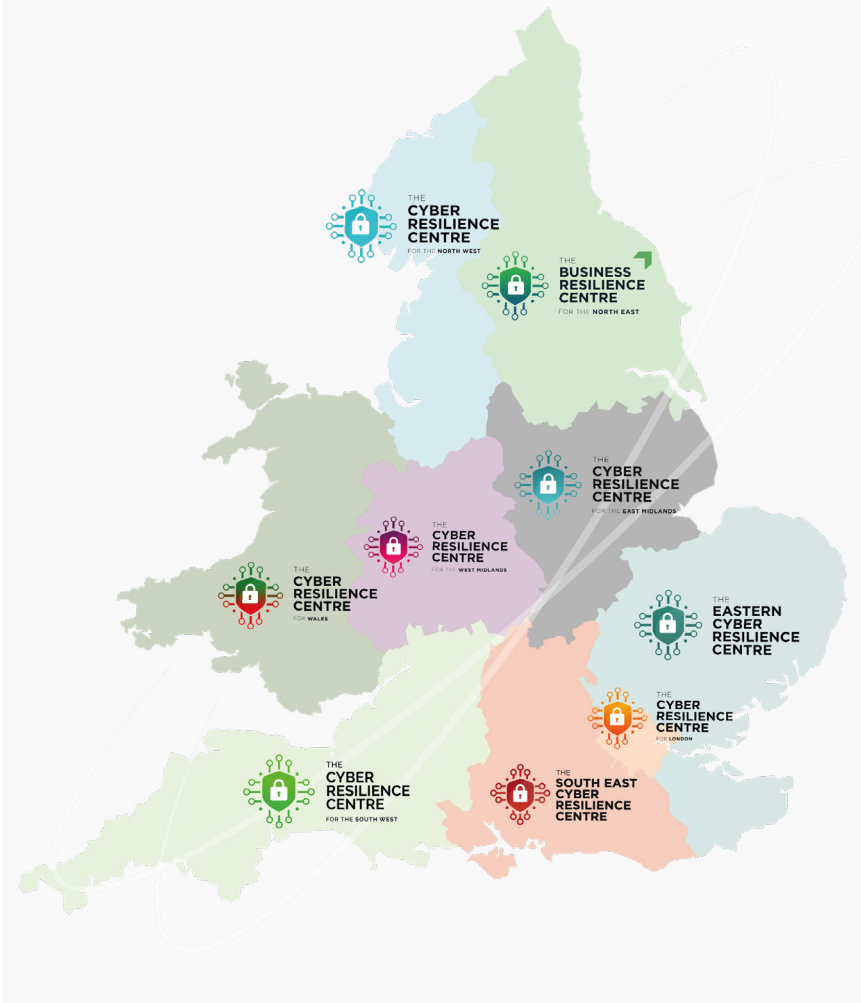 THE
CYBER
RESILIENCE
CENTRE
FOR THE NORTH WEST
THE
BUSINESS
RESILIENCE
CENTRE
FOR THE NORTH EAST
THE
CYBER
RESILIENCE
CENTRE
FOR THE EAST MIDLANDS
THE
CYBER
RESILIENCE
CENTRE
FOR THE WEST MIDLANDS
THE
CYBER
RESILIENCE
CENTRE
FOR WALES
THE
EASTERN
CYBER
RESILIENCE
CENTRE
THE
CYBER
RESILIENCE
CENTRE
FOR LONDON
THE
CYBER
RESILIENCE
CENTRE
FOR THE SOUTH WEST
THE
SOUTH EAST
CYBER
RESILIENCE
CENTRE